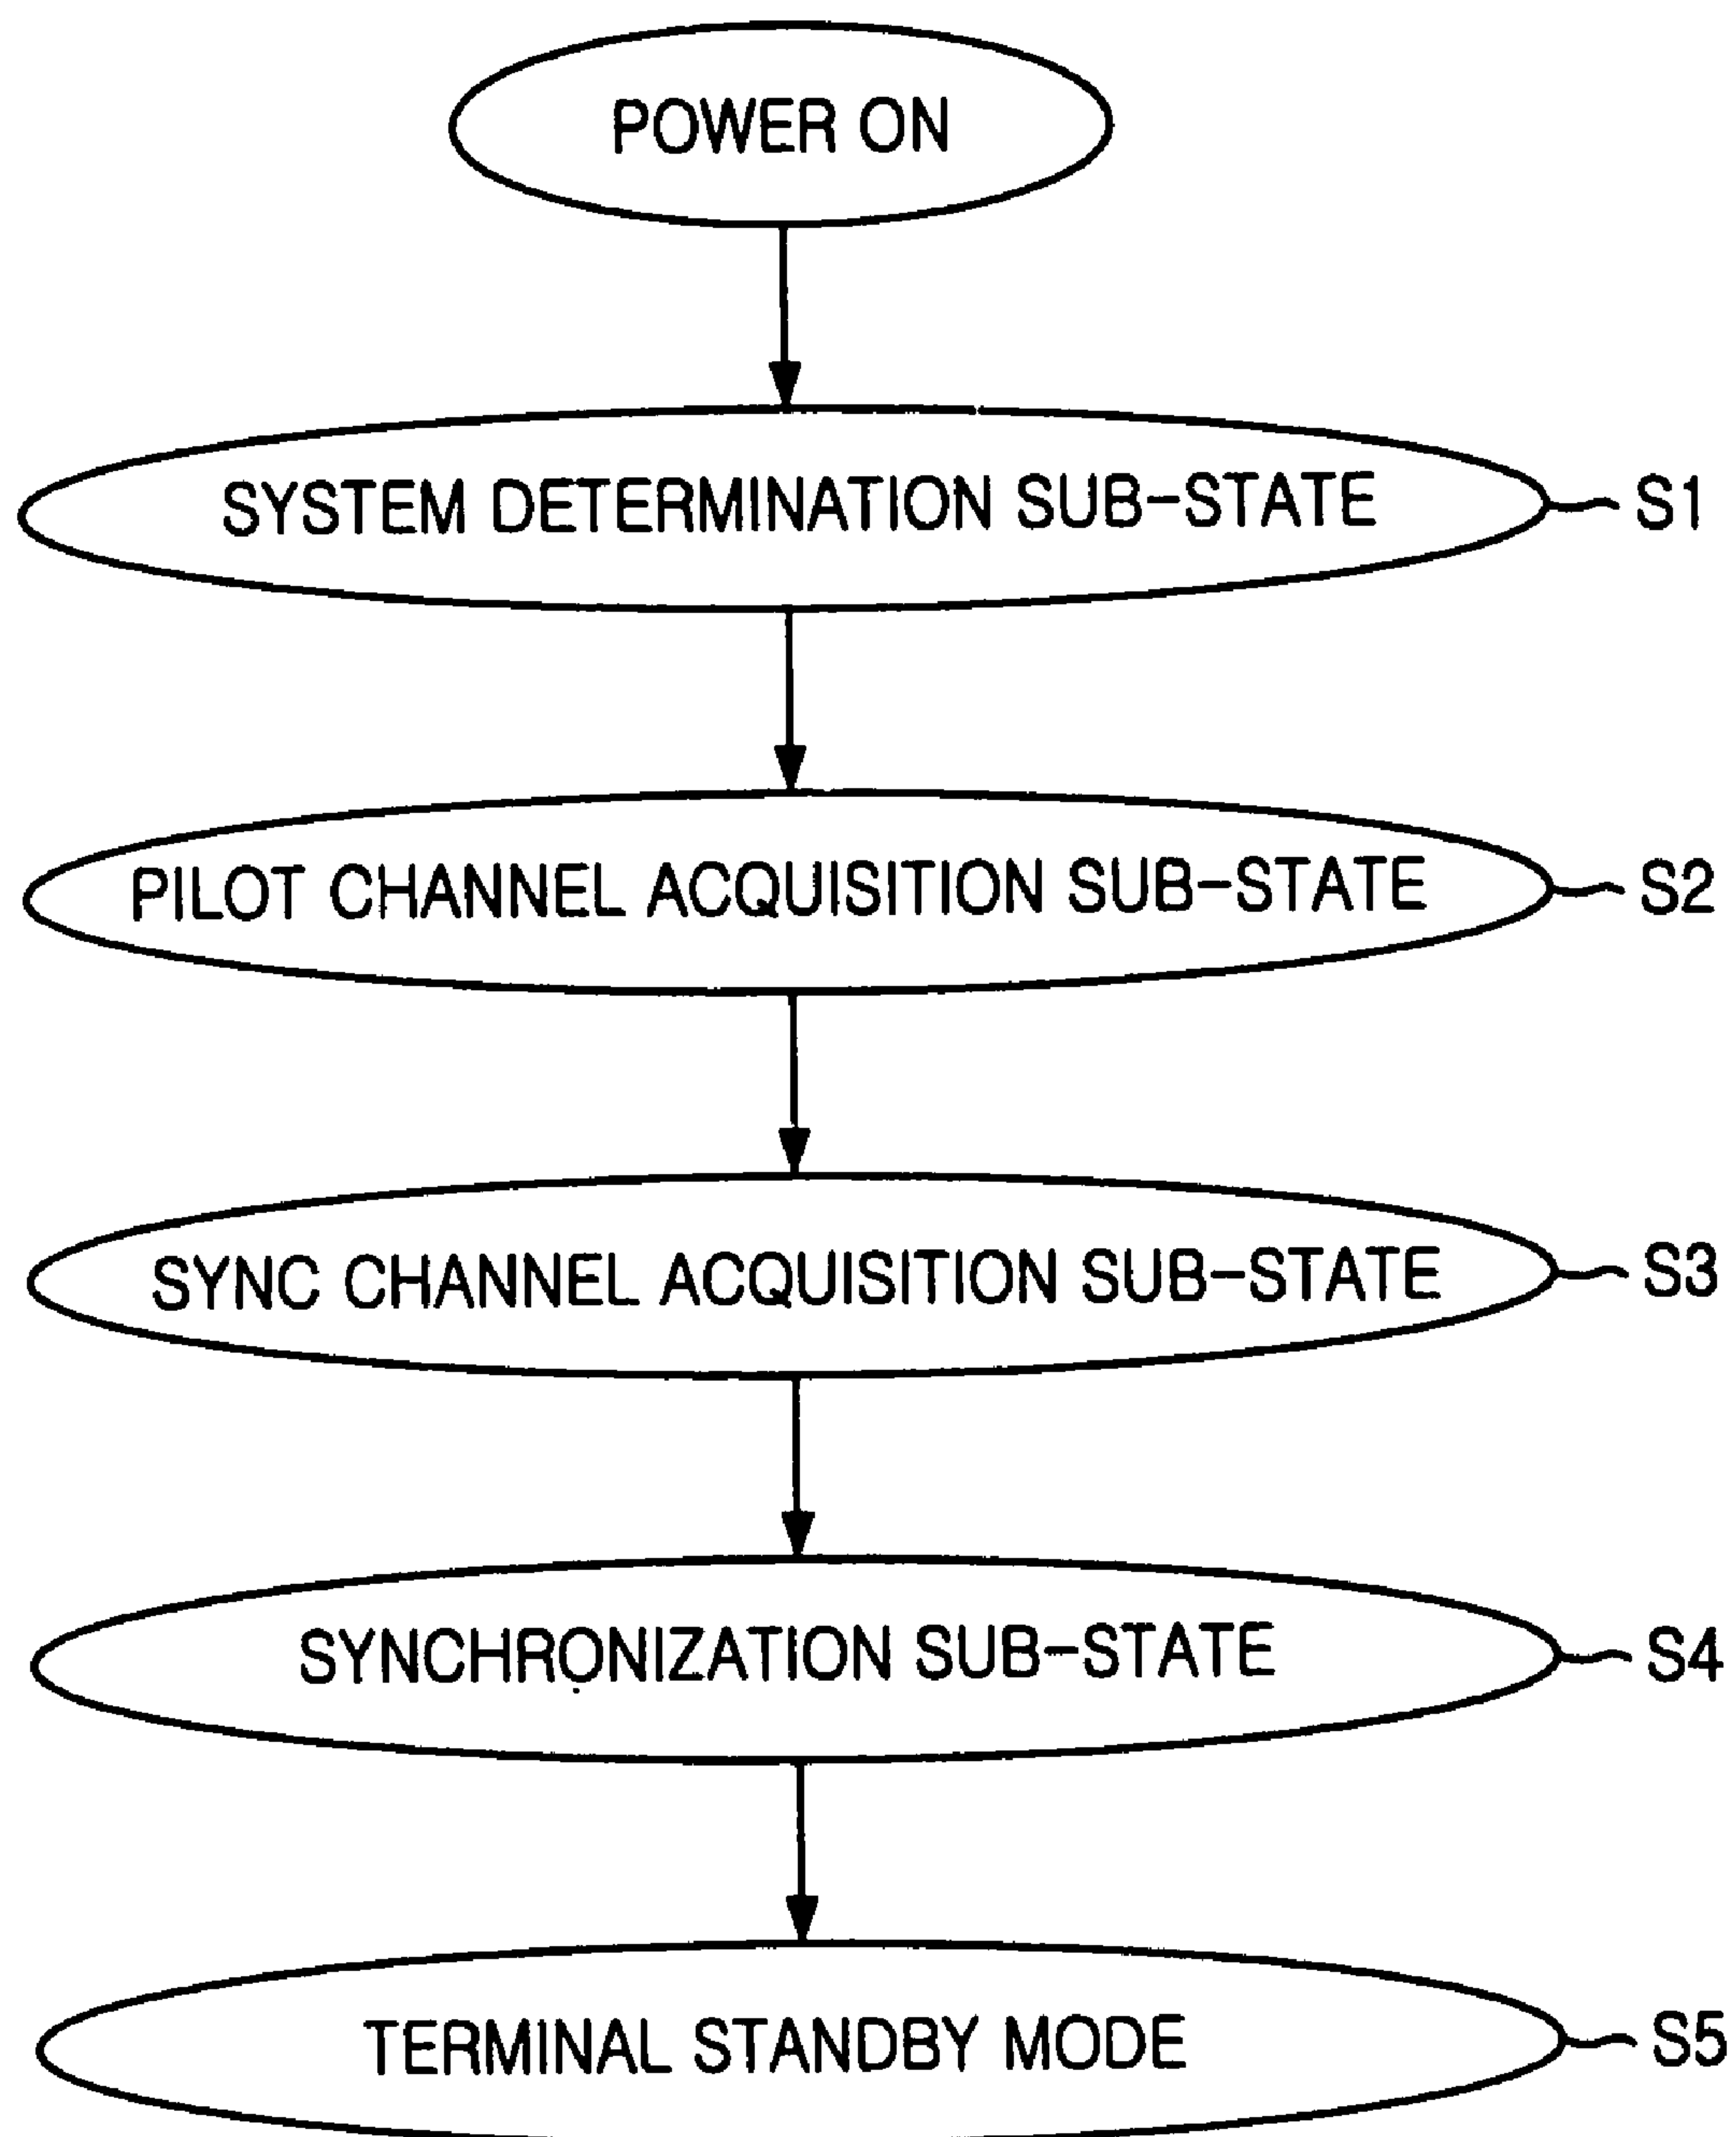 POWER ON
SYSTEM DETERMINATION SUB-STATE
S1
PILOT CHANNEL ACQUISITION SUB-STATE
S2
SYNC CHANNEL ACQUISITION SUB-STATE
S3
SYNCHRONIZATION SUB-STATE
S4
TERMINAL STANDBY MODE
S5